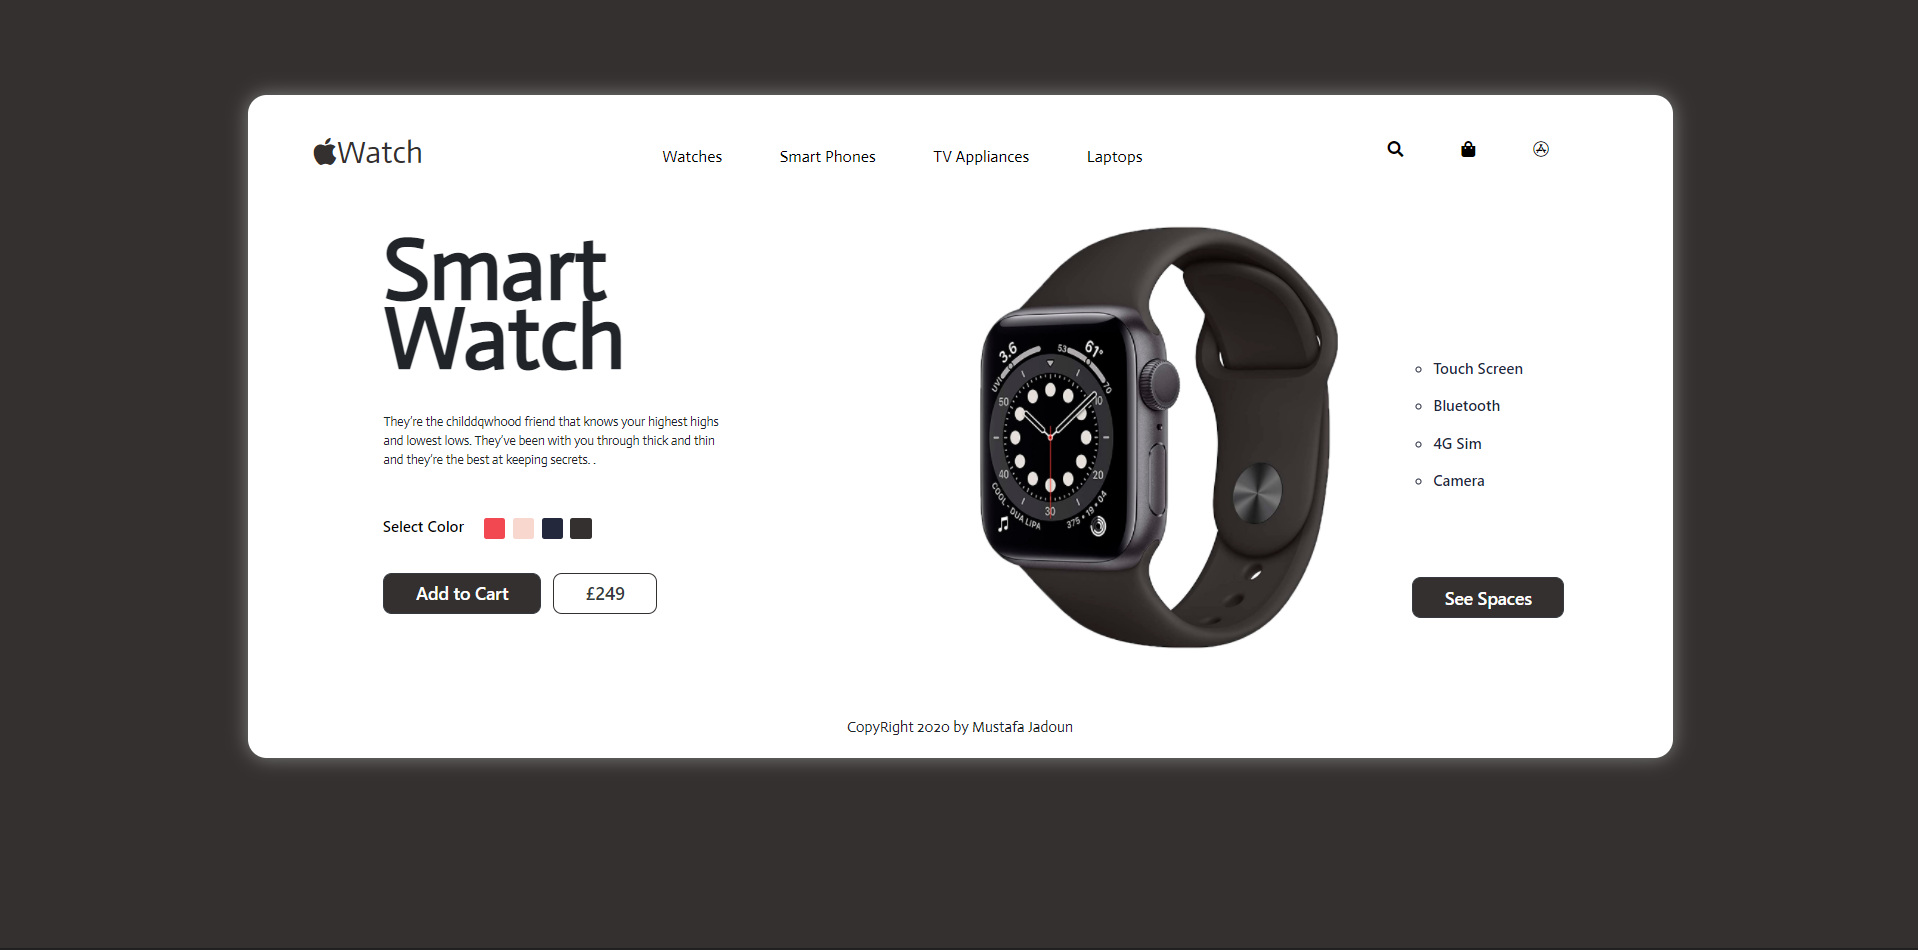 Watch
Watches Smart Phones TV Appliances Laptops
Smart
Watch
They're the childdqwhood friend that knows your highest highs
and lowest lows. They've been with you through thick and thin
and they're the best at keeping secrets. .
Select Color
Add to Cart £249
3.6 53 61°
UVI 70
50 10
40 20
30
COOL - DUA LIPA 375 • 19 • 04
Touch Screen
Bluetooth
4G Sim
Camera
See Spaces
CopyRight 2020 by Mustafa Jadoun